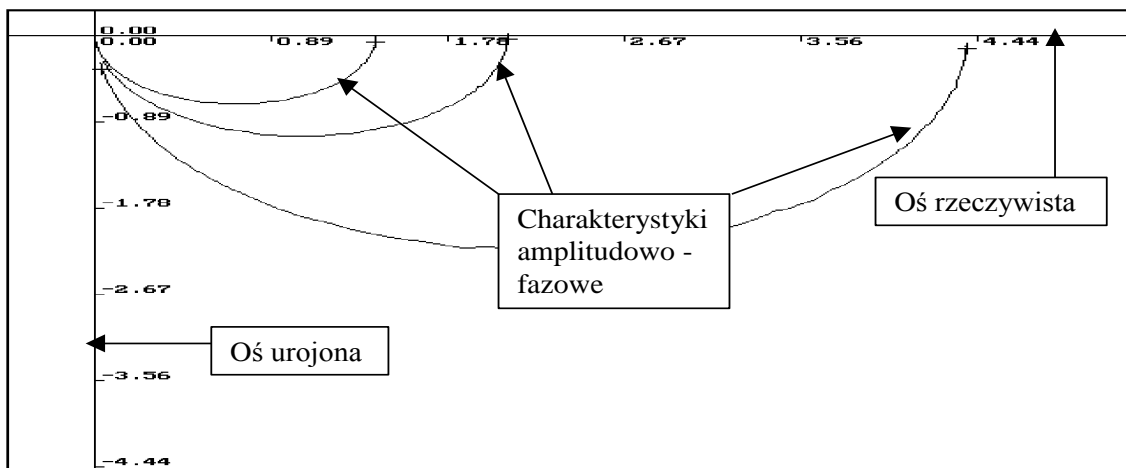 0.00
0.00 0.89 1.78 2.67 3.56 4.44
-0.89
-1.78
-2.67
-3.56
-4.44
Charakterystyki
amplitudowo -
fazowe
Oś rzeczywista
Oś urojona